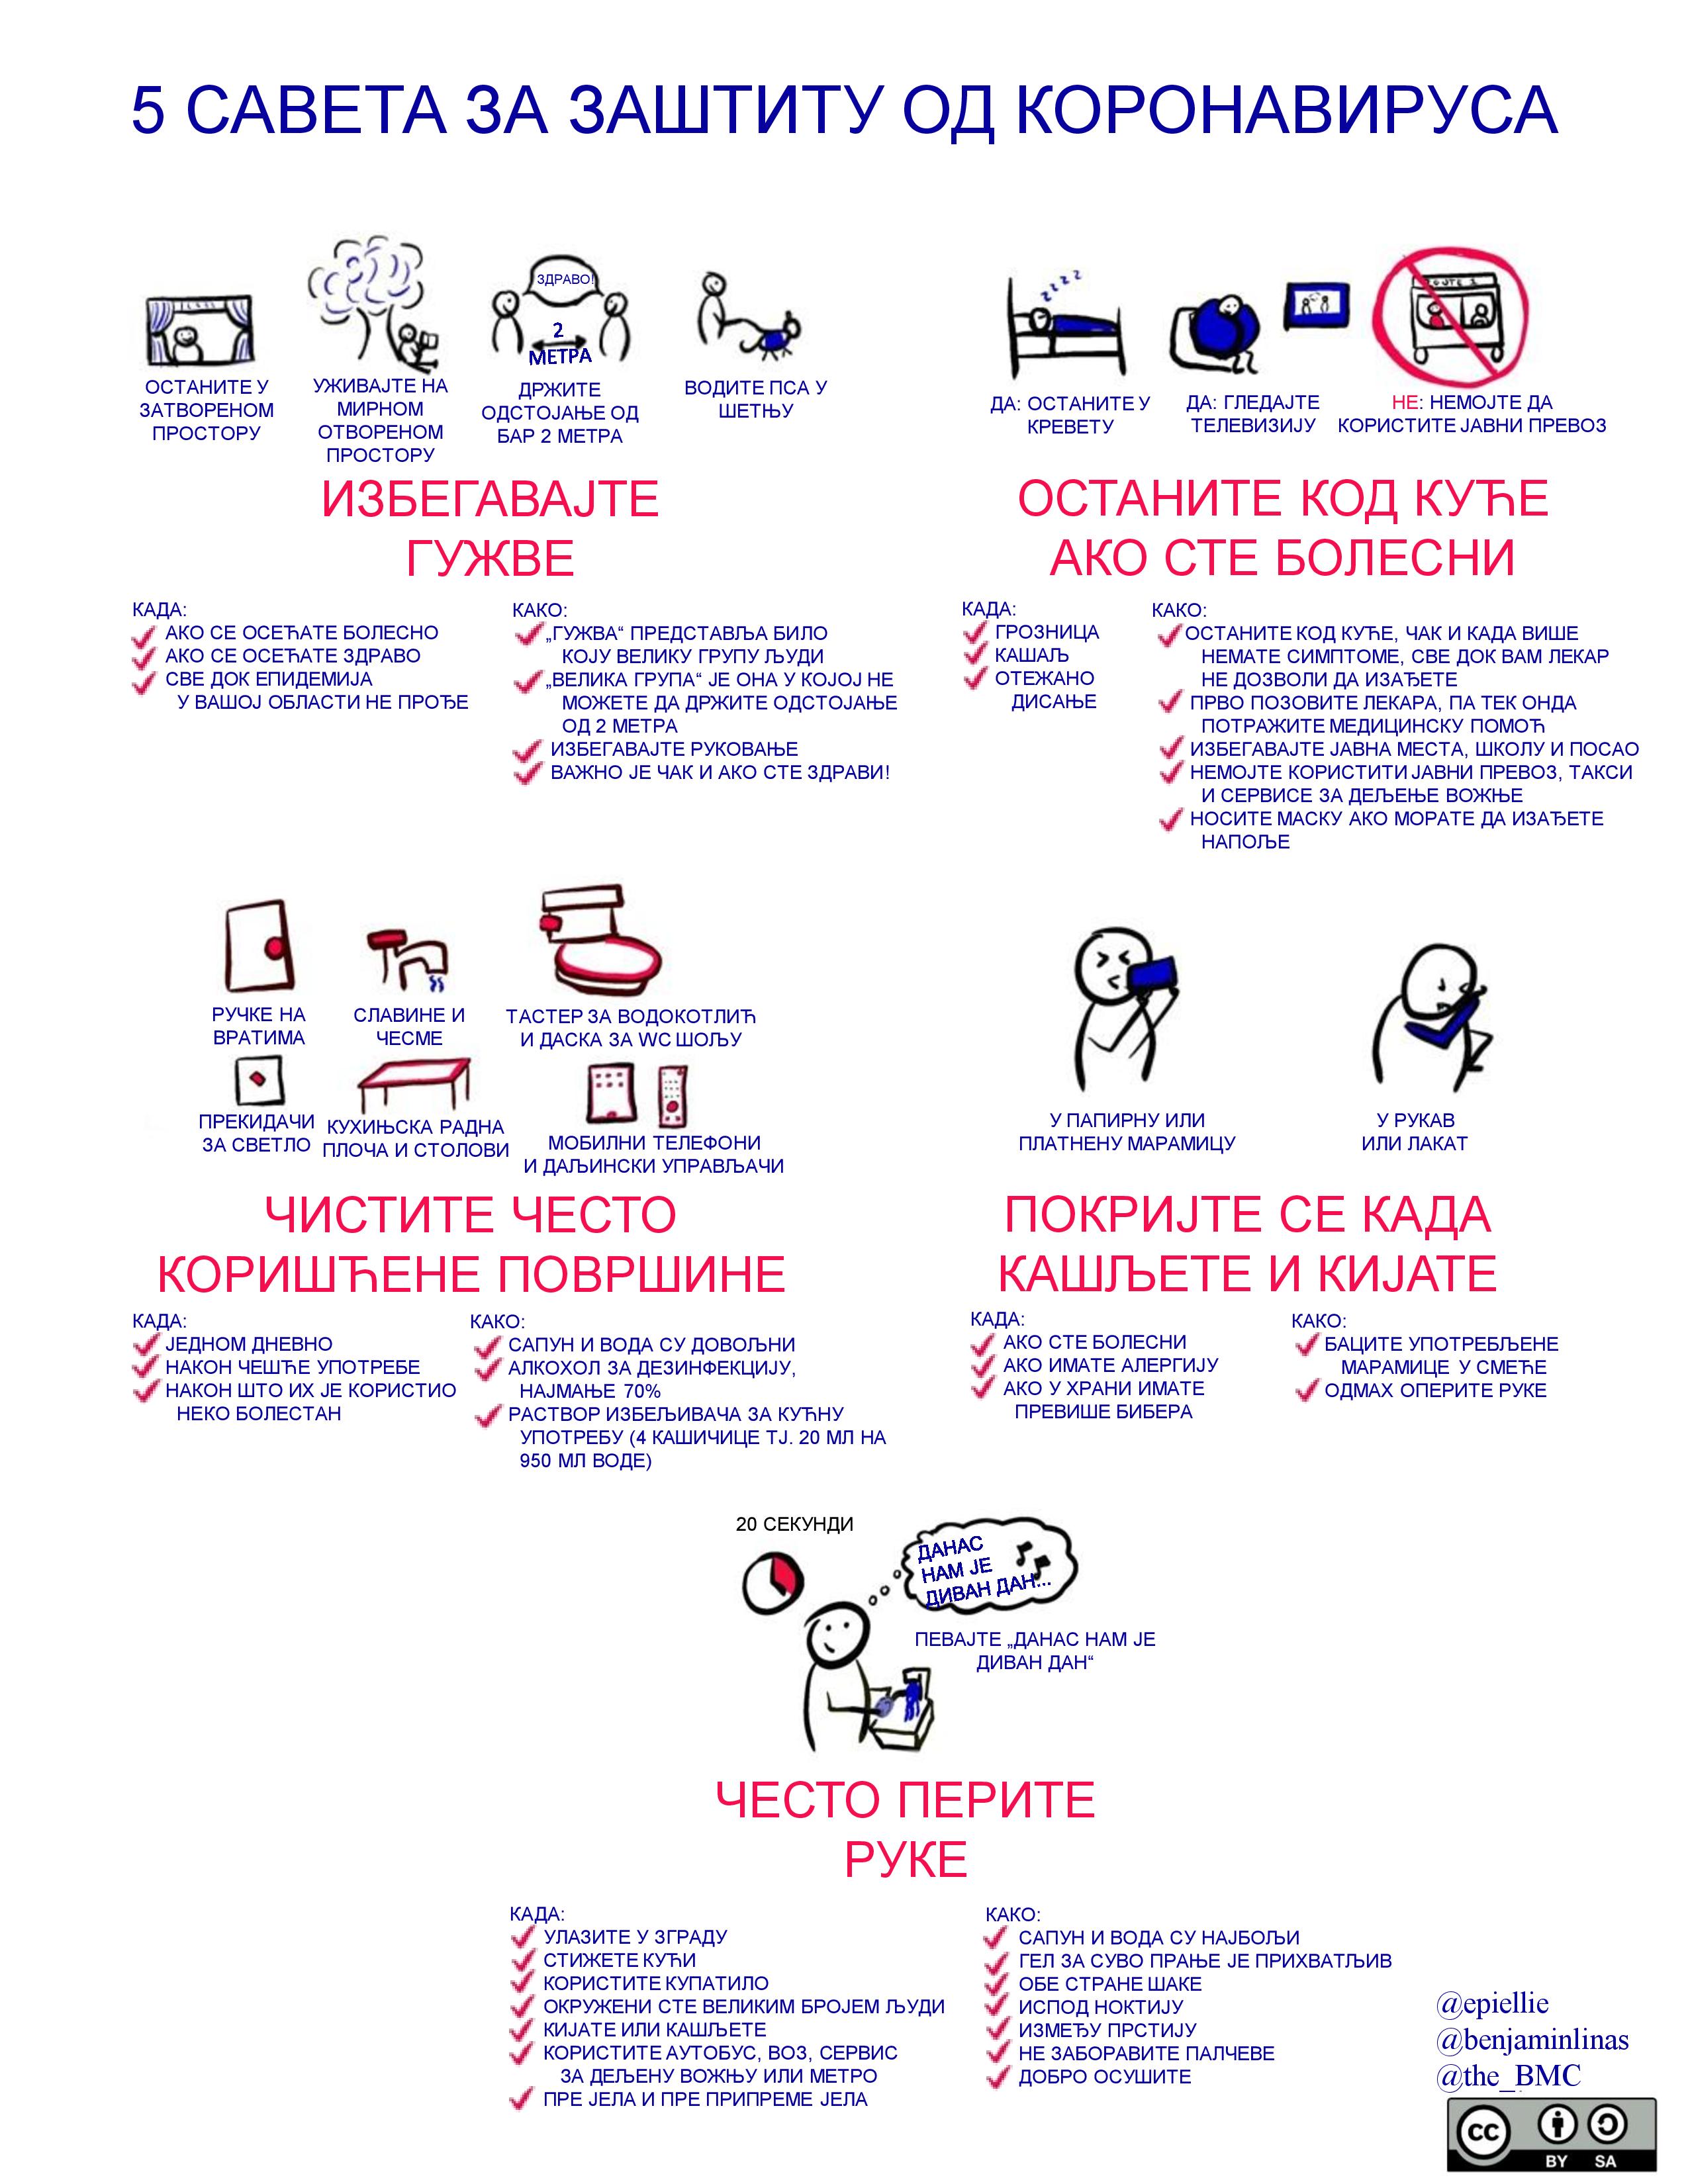 5 САВЕТА ЗА ЗАШТИТУ ОД КОРОНАВИРУСА
ЗДРАВО!
2
МЕТРА
ОСТАНИТЕ У
ЗАТВОРЕНОМ
ПРОСТОРУ
УЖИВАЈТЕ НА
МИРНОМ
ОТВОРЕНОМ
ПРОСТОРУ
ДРЖИТЕ
ОДСТОЈАЊЕ ОД
БАР 2 МЕТРА
ВОДИТЕ ПСА У
ШЕТЊУ
ИЗБЕГАВАЈТЕ
ГУЖВЕ
КАДА:
АКО СЕ ОСЕЋАТЕ БОЛЕСНО
АКО СЕ ОСЕЋАТЕ ЗДРАВО
СВЕ ДОК ЕПИДЕМИЈА
У ВАШОЈ ОБЛАСТИ НЕ ПРОЂЕ
КАКО:
„ГУЖВА“ ПРЕДСТАВЉА БИЛО
КОЈУ ВЕЛИКУ ГРУПУ ЉУДИ
„ВЕЛИКА ГРУПА“ ЈЕ ОНА У КОЈОЈ НЕ
МОЖЕТЕ ДА ДРЖИТЕ ОДСТОЈАЊЕ
ОД 2 МЕТРА
ИЗБЕГАВАЈТЕ РУКОВАЊЕ
ВАЖНО ЈЕ ЧАК И АКО СТЕ ЗДРАВИ!
zzzz
ДА: ОСТАНИТЕ У
КРЕВЕТУ
ДА: ГЛЕДАЈТЕ
ТЕЛЕВИЗИЈУ
НЕ: НЕМОЈТЕ ДА
КОРИСТИТЕ ЈАВНИ ПРЕВОЗ
ОСТАНИТЕ КОД КУЋЕ
АКО СТЕ БОЛЕСНИ
КАДА:
ГРОЗНИЦА
КАШАЉ
ОТЕЖАНО
ДИСАЊЕ
КАКО:
ОСТАНИТЕ КОД КУЋЕ, ЧАК И КАДА ВИШЕ
НЕМАТЕ СИМПТОМЕ, СВЕ ДОК ВАМ ЛЕКАР
НЕ ДОЗВОЛИ ДА ИЗАЂЕТЕ
ПРВО ПОЗОВИТЕ ЛЕКАРА, ПА ТЕК ОНДА
ПОТРАЖИТЕ МЕДИЦИНСКУ ПОМОЋ
ИЗБЕГАВАЈТЕ ЈАВНА МЕСТА, ШКОЛУ И ПОСАО
НЕМОЈТЕ КОРИСТИТИ ЈАВНИ ПРЕВОЗ, ТАКСИ
И СЕРВИСЕ ЗА ДЕЉЕЊЕ ВОЖЊЕ
НОСИТЕ МАСКУ АКО МОРАТЕ ДА ИЗАЂЕТЕ
НАПОЉЕ
РУЧКЕ НА
ВРАТИМА
СЛАВИНЕ И
ЧЕСМЕ
ТАСТЕР ЗА ВОДОКОТЛИЋ
И ДАСКА ЗА WC ШОЉУ
ПРЕКИДАЧИ
ЗА СВЕТЛО
КУХИЊСКА РАДНА
ПЛОЧА И СТОЛОВИ
МОБИЛНИ ТЕЛЕФОНИ
И ДАЉИНСКИ УПРАВЉАЧИ
ЧИСТИТЕ ЧЕСТО
КОРИШЋЕНЕ ПОВРШИНЕ
КАДА:
ЈЕДНОМ ДНЕВНО
НАКОН ЧЕШЋЕ УПОТРЕБЕ
НАКОН ШТО ИХ ЈЕ КОРИСТИО
НЕКО БОЛЕСТАН
КАКО:
САПУН И ВОДА СУ ДОВОЉНИ
АЛКОХОЛ ЗА ДЕЗИНФЕКЦИЈУ,
НАЈМАЊЕ 70%
РАСТВОР ИЗБЕЉИВАЧА ЗА КУЋНУ
УПОТРЕБУ (4 КАШИЧИЦЕ ТЈ. 20 МЛ НА
950 МЛ ВОДЕ)
У ПАПИРНУ ИЛИ
ПЛАТНЕНУ МАРАМИЦУ
У РУКАВ
ИЛИ ЛАКАТ
ПОКРИЈТЕ СЕ КАДА
КАШЉЕТЕ И КИЈАТЕ
КАДА:
АКО СТЕ БОЛЕСНИ
АКО ИМАТЕ АЛЕРГИЈУ
АКО У ХРАНИ ИМАТЕ
ПРЕВИШЕ БИБЕРА
КАКО:
БАЦИТЕ УПОТРЕБЉЕНЕ
МАРАМИЦЕ У СМЕЋЕ
ОДМАХ ОПЕРИТЕ РУКЕ
20 СЕКУНДИ
ДАНАС
НАМ ЈЕ
ДИВАН ДАН...
ПЕВАЈТЕ „ДАНАС НАМ ЈЕ
ДИВАН ДАН“
ЧЕСТО ПЕРИТЕ
РУКЕ
КАДА:
УЛАЗИТЕ У ЗГРАДУ
СТИЖЕТЕ КУЋИ
КОРИСТИТЕ КУПАТИЛО
ОКРУЖЕНИ СТЕ ВЕЛИКИМ БРОЈЕМ ЉУДИ
КИЈАТЕ ИЛИ КАШЉЕТЕ
КОРИСТИТЕ АУТОБУС, ВОЗ, СЕРВИС
ЗА ДЕЉЕНУ ВОЖЊУ ИЛИ МЕТРО
ПРЕ ЈЕЛА И ПРЕ ПРИПРЕМЕ ЈЕЛА
КАКО:
САПУН И ВОДА СУ НАЈБОЉИ
ГЕЛ ЗА СУВО ПРАЊЕ ЈЕ ПРИХВАТЉИВ
ОБЕ СТРАНЕ ШАКЕ
ИСПОД НОКТИЈУ
ИЗМЕЂУ ПРСТИЈУ
НЕ ЗАБОРАВИТЕ ПАЛЧЕВЕ
ДОБРО ОСУШИТЕ
@epiellie
@benjaminlinas
@the_BMC
cc
BY SA